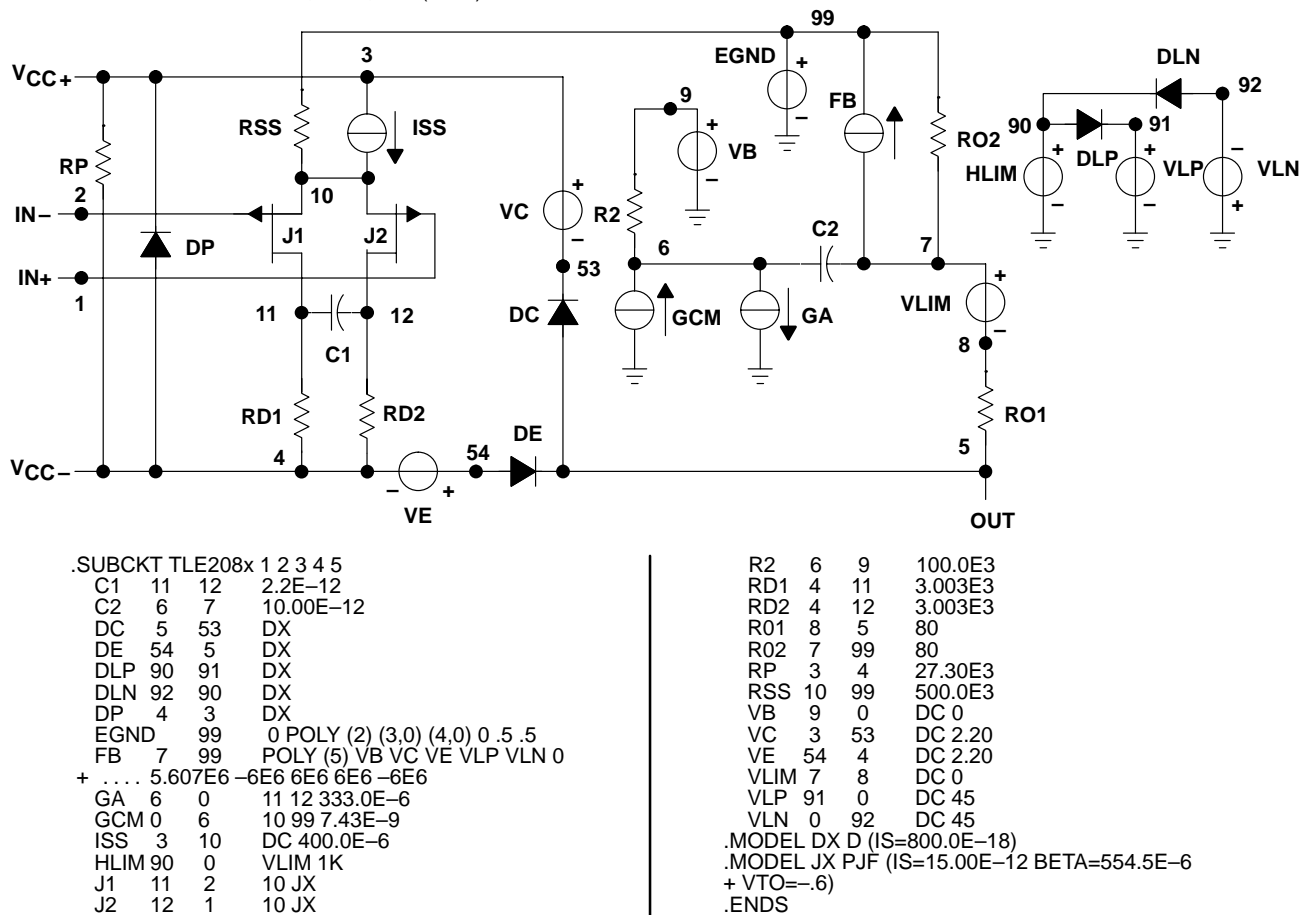 99
3
EGND
+
–
DLN
92
VCC+
9
FB
90
91
RSS
ISS
+
VB
–
RO2
+
HLIM
–
DLP
+
VLP
–
–
VLN
+
RP
2
10
+
VC
–
R2
C2
IN–
J1
J2
6
7
DP
53
IN+
1
VLIM
+
–
11
12
DC
GCM
GA
8
C1
RD1
RD2
DE
RO1
5
4
54
VCC–
–
+
VE
OUT
.SUBCKT TLE208x 1 2 3 4 5
C1 11 12 2.2E–12
C2 6 7 10.00E–12
DC 5 53 DX
DE 54 5 DX
DLP 90 91 DX
DLN 92 90 DX
DP 4 3 DX
EGND 99 0 POLY (2) (3,0) (4,0) 0 .5 .5
FB 7 99 POLY (5) VB VC VE VLP VLN 0
+ . . . . 5.607E6 –6E6 6E6 6E6 –6E6
GA 6 0 11 12 333.0E–6
GCM 0 6 10 99 7.43E–9
ISS 3 10 DC 400.0E–6
HLIM 90 0 VLIM 1K
J1 11 2 10 JX
J2 12 1 10 JX
R2 6 9 100.0E3
RD1 4 11 3.003E3
RD2 4 12 3.003E3
R01 8 5 80
R02 7 99 80
RP 3 4 27.30E3
RSS 10 99 500.0E3
VB 9 0 DC 0
VC 3 53 DC 2.20
VE 54 4 DC 2.20
VLIM 7 8 DC 0
VLP 91 0 DC 45
VLN 0 92 DC 45
.MODEL DX D (IS=800.0E–18)
.MODEL JX PJF (IS=15.00E–12 BETA=554.5E–6
+ VTO=–.6)
.ENDS